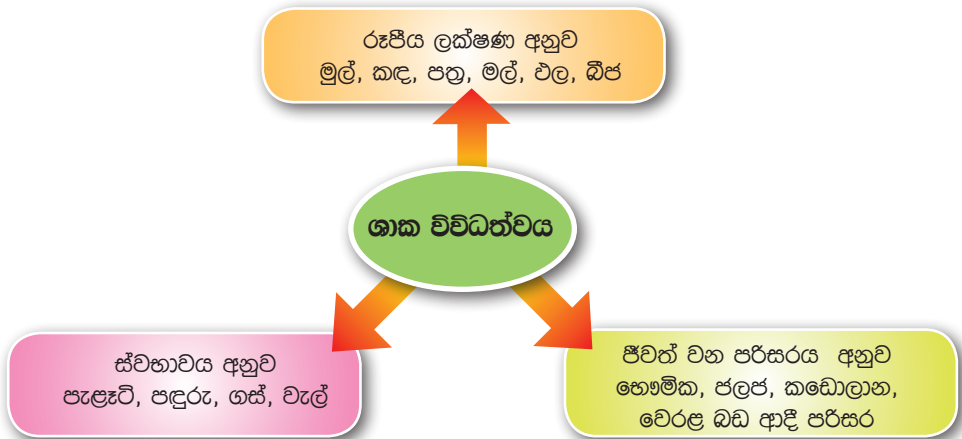 රූපීය ලක්ෂණ අනුව
මුල්, කඳ, පත්‍ර, මල්, ඵල, බීජ
ශාක විවිධත්වය
ස්වභාවය අනුව
පැළෑටි, පඳුරු, ගස්, වැල්
ජීවත් වන පරිසරය අනුව
භෞමික, ජලජ, කඩොලාන,
වෙරළ බඩ ආදී පරිසර